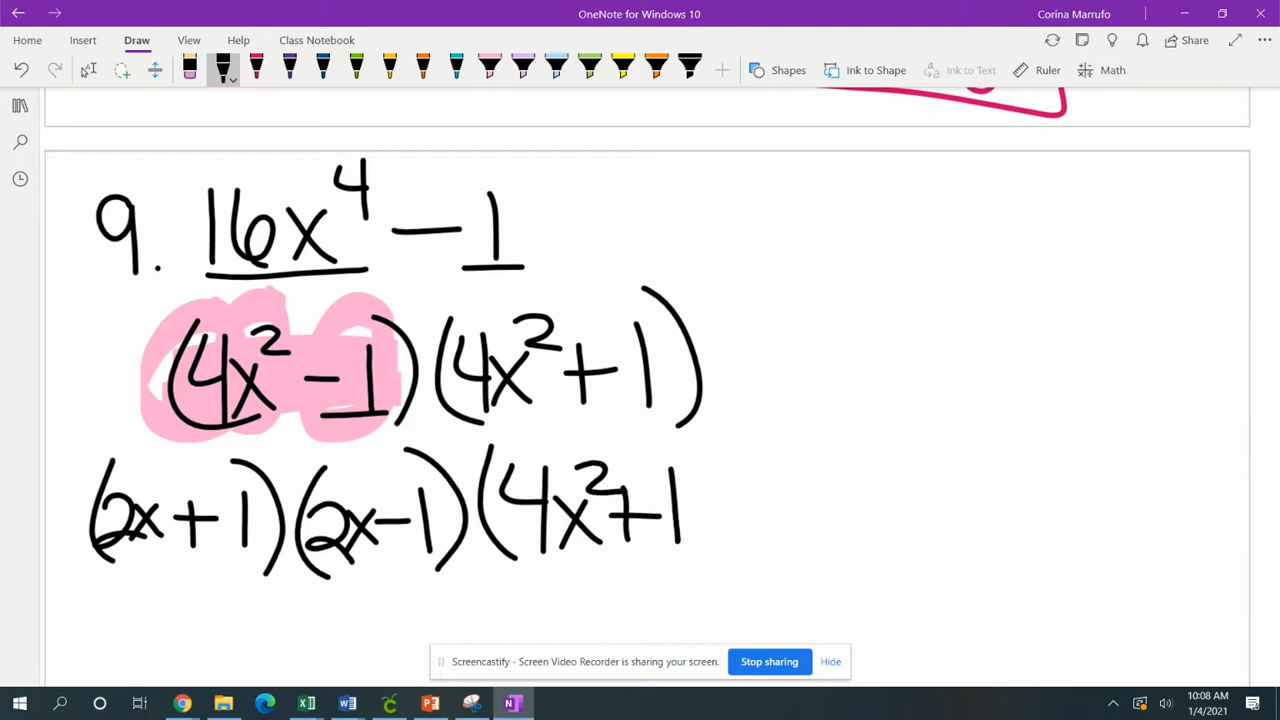 OneNote for Windows 10
Corina Marrufo
Home Insert Draw View Help Class Notebook
Share
Shapes Ink to Shape Ink to Text Ruler Math
9. 16x⁴ − 1
(4x² − 1)(4x² + 1)
(2x + 1)(2x − 1)(4x² + 1
Screencastify - Screen Video Recorder is sharing your screen. Stop sharing Hide
10:08 AM
1/4/2021